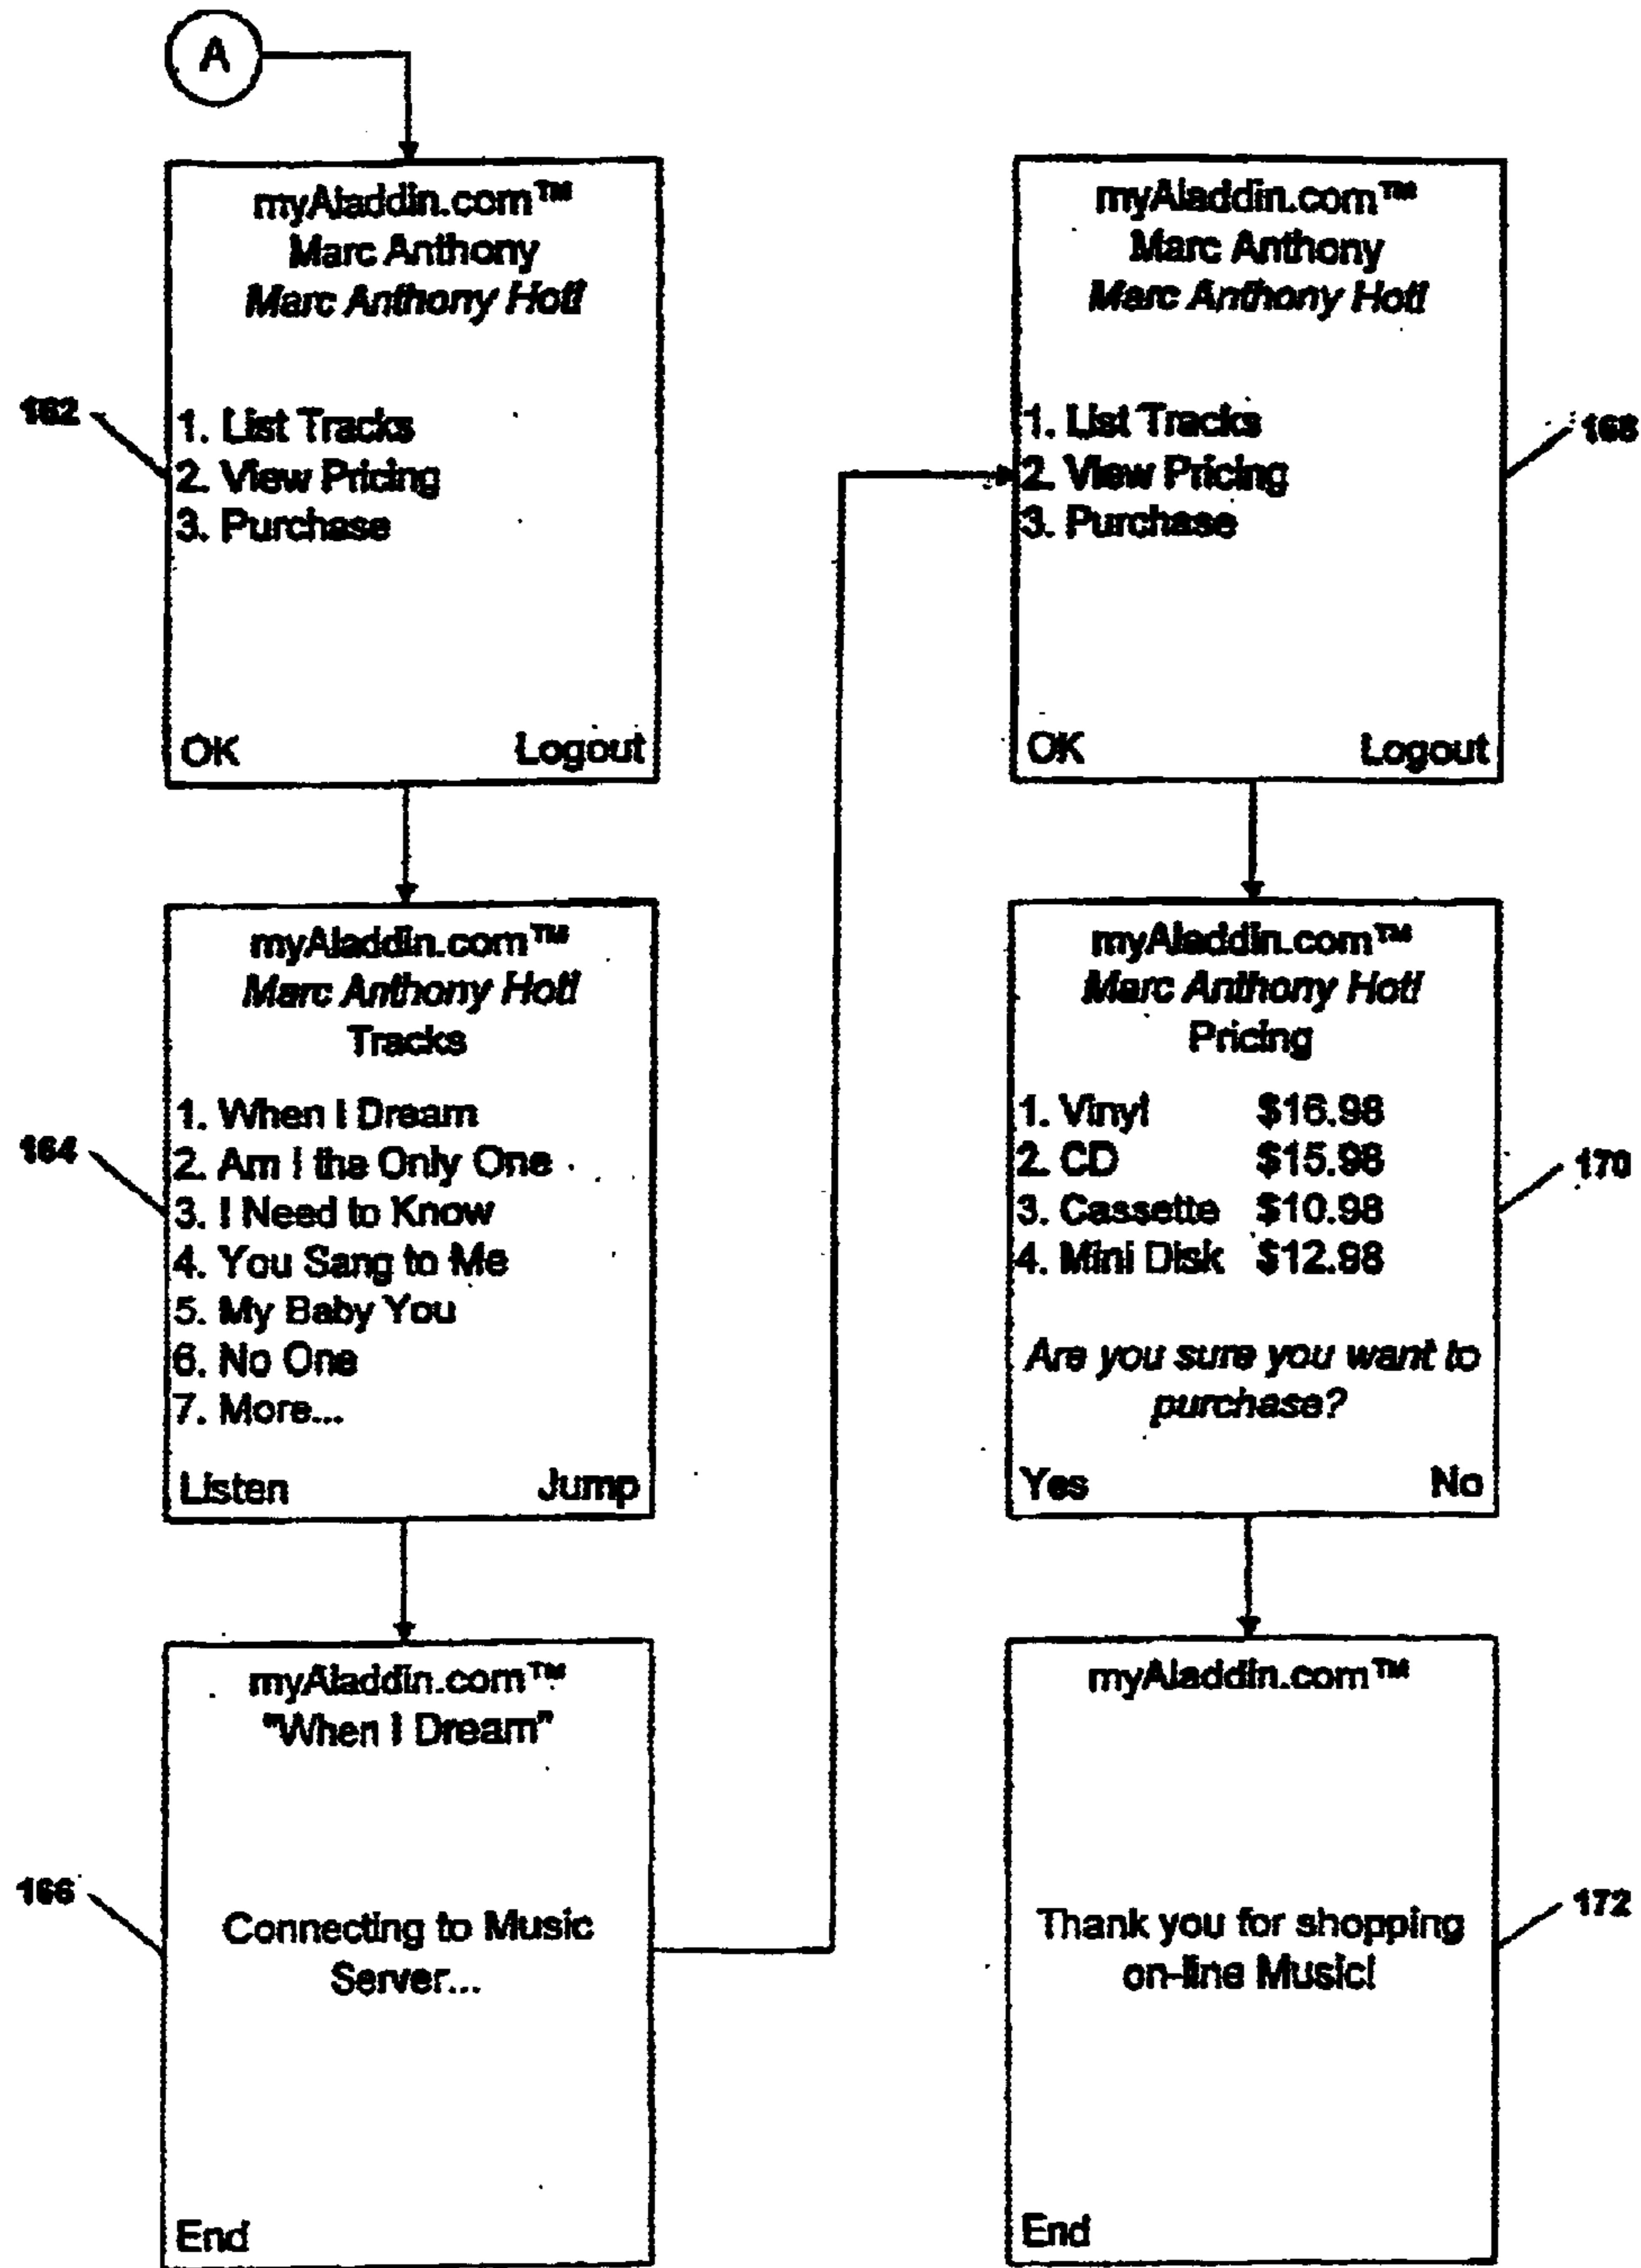 A
myAladdin.com™
Marc Anthony
Marc Anthony Hot!
162
1. List Tracks
2. View Pricing
3. Purchase
OK Logout
myAladdin.com™
Marc Anthony Hot!
Tracks
164
1. When I Dream
2. Am I the Only One
3. I Need to Know
4. You Sang to Me
5. My Baby You
6. No One
7. More...
Listen Jump
myAladdin.com™
"When I Dream"
166
Connecting to Music
Server...
End
myAladdin.com™
Marc Anthony
Marc Anthony Hot!
168
1. List Tracks
2. View Pricing
3. Purchase
OK Logout
myAladdin.com™
Marc Anthony Hot!
Pricing
170
1. Vinyl $16.98
2. CD $15.98
3. Cassette $10.98
4. Mini Disk $12.98
Are you sure you want to
purchase?
Yes No
myAladdin.com™
172
Thank you for shopping
on-line Music!
End